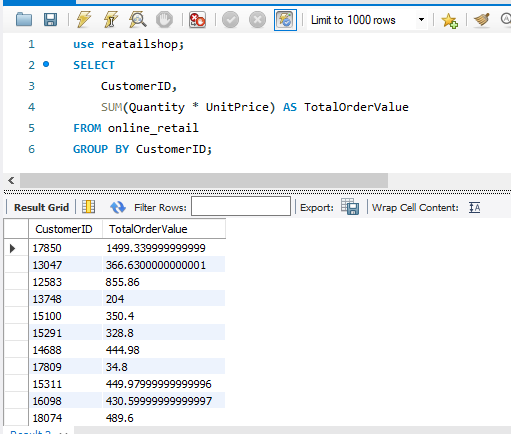 Limit to 1000 rows
1 use reatailshop;
2 SELECT
3 CustomerID,
4 SUM(Quantity * UnitPrice) AS TotalOrderValue
5 FROM online_retail
6 GROUP BY CustomerID;
Result Grid Filter Rows: Export: Wrap Cell Content:
CustomerID TotalOrderValue
17850 1499.339999999999
13047 366.6300000000001
12583 855.86
13748 204
15100 350.4
15291 328.8
14688 444.98
17809 34.8
15311 449.97999999999996
16098 430.59999999999997
18074 489.6